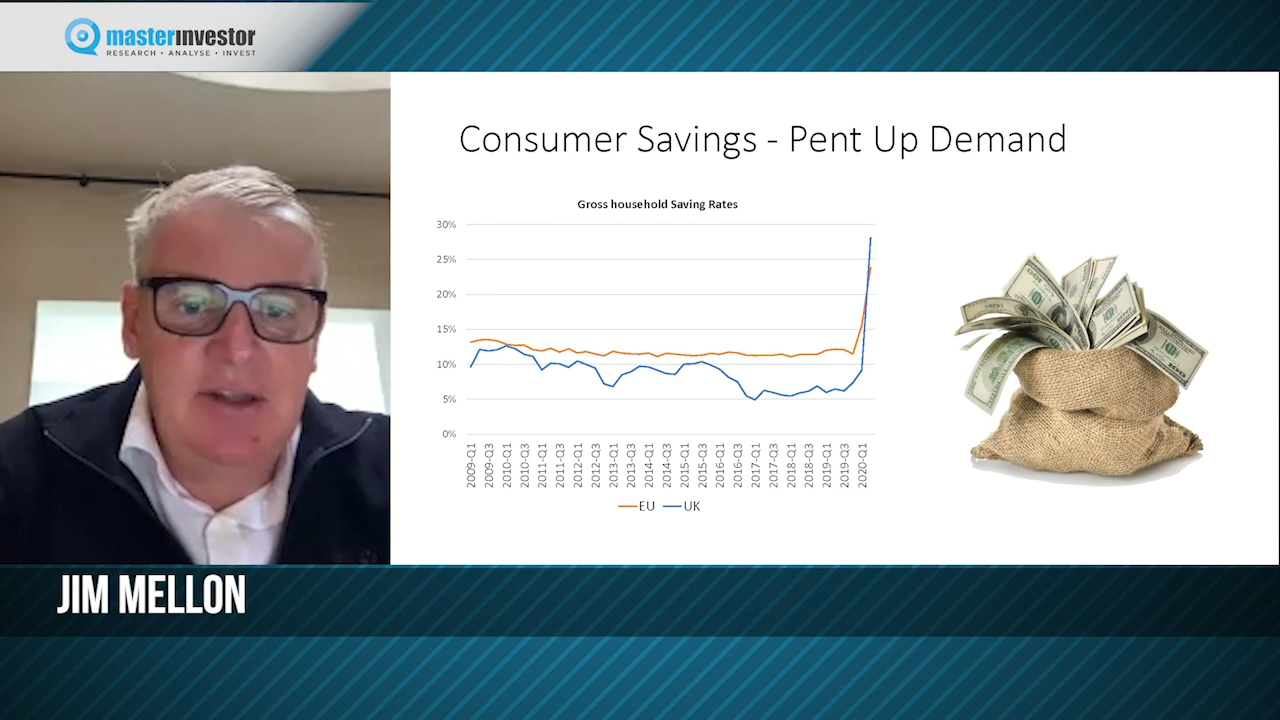 masterinvestor
RESEARCH • ANALYSE • INVEST
Consumer Savings - Pent Up Demand
Gross household Saving Rates
30%
25%
20%
15%
10%
5%
0%
2009-Q1
2009-Q3
2010-Q1
2010-Q3
2011-Q1
2011-Q3
2012-Q1
2012-Q3
2013-Q1
2013-Q3
2014-Q1
2014-Q3
2015-Q1
2015-Q3
2016-Q1
2016-Q3
2017-Q1
2017-Q3
2018-Q1
2018-Q3
2019-Q1
2019-Q3
2020-Q1
EU UK
100
100
JIM MELLON